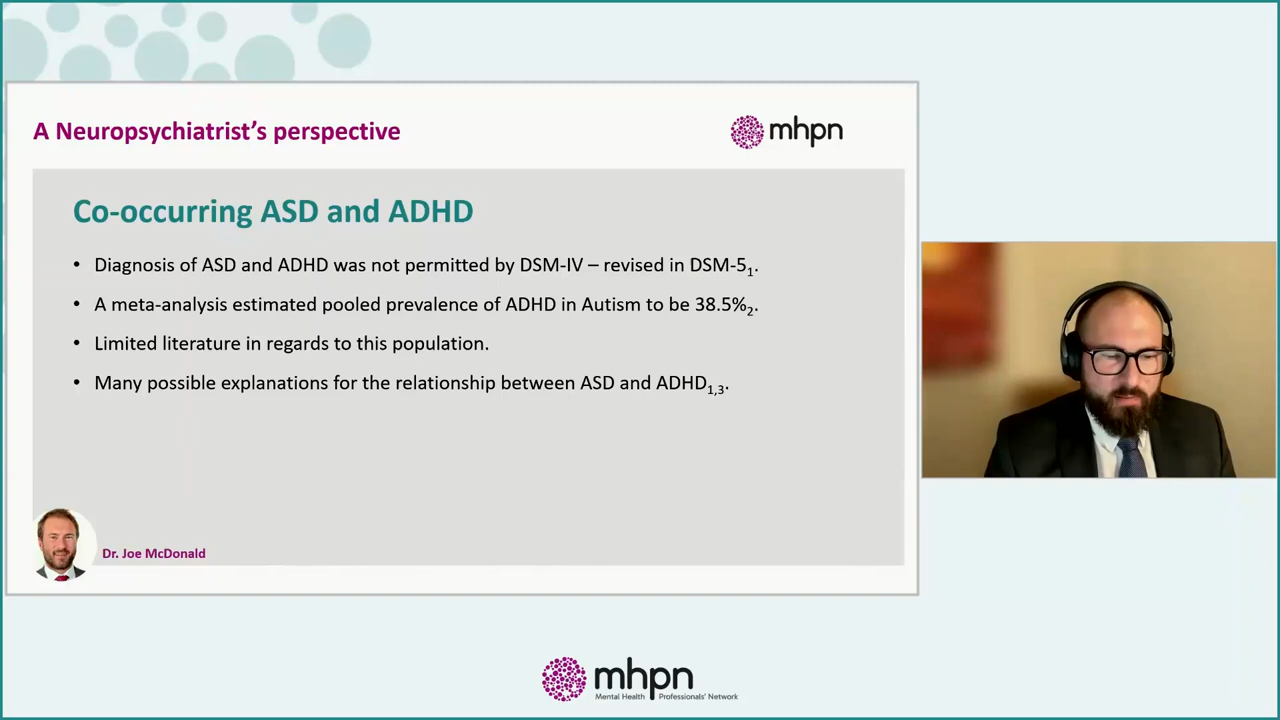 A Neuropsychiatrist's perspective
mhpn
Co-occurring ASD and ADHD
• Diagnosis of ASD and ADHD was not permitted by DSM-IV – revised in DSM-5₁.
• A meta-analysis estimated pooled prevalence of ADHD in Autism to be 38.5%₂.
• Limited literature in regards to this population.
• Many possible explanations for the relationship between ASD and ADHD₁,₃.
Dr. Joe McDonald
mhpn
Mental Health Professionals' Network